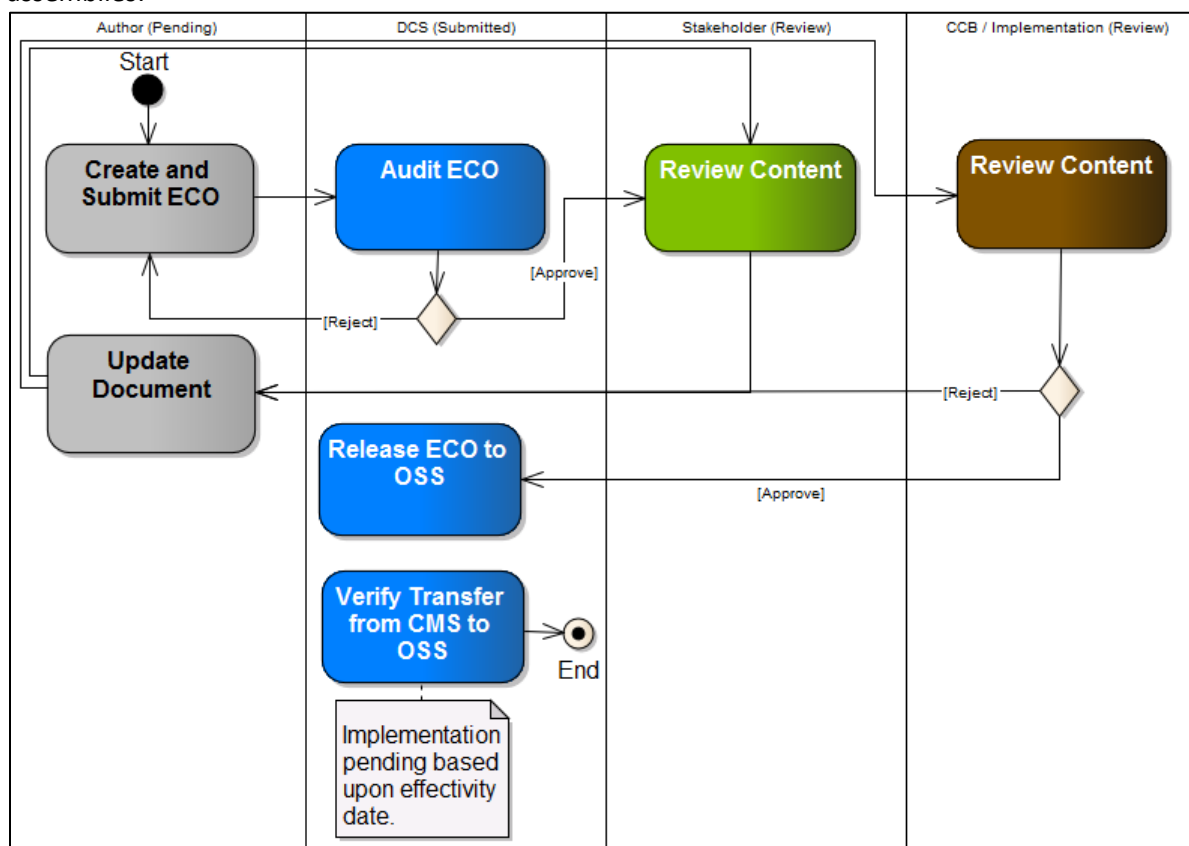 assemblies.
Author (Pending)
DCS (Submitted)
Stakeholder (Review)
CCB / Implementation (Review)
Start
Create and
Submit ECO
Audit ECO
Review Content
Review Content
[Approve]
[Reject]
Update
Document
[Reject]
Release ECO to
OSS
[Approve]
Verify Transfer
from CMS to
OSS
End
Implementation
pending based
upon effectivity
date.